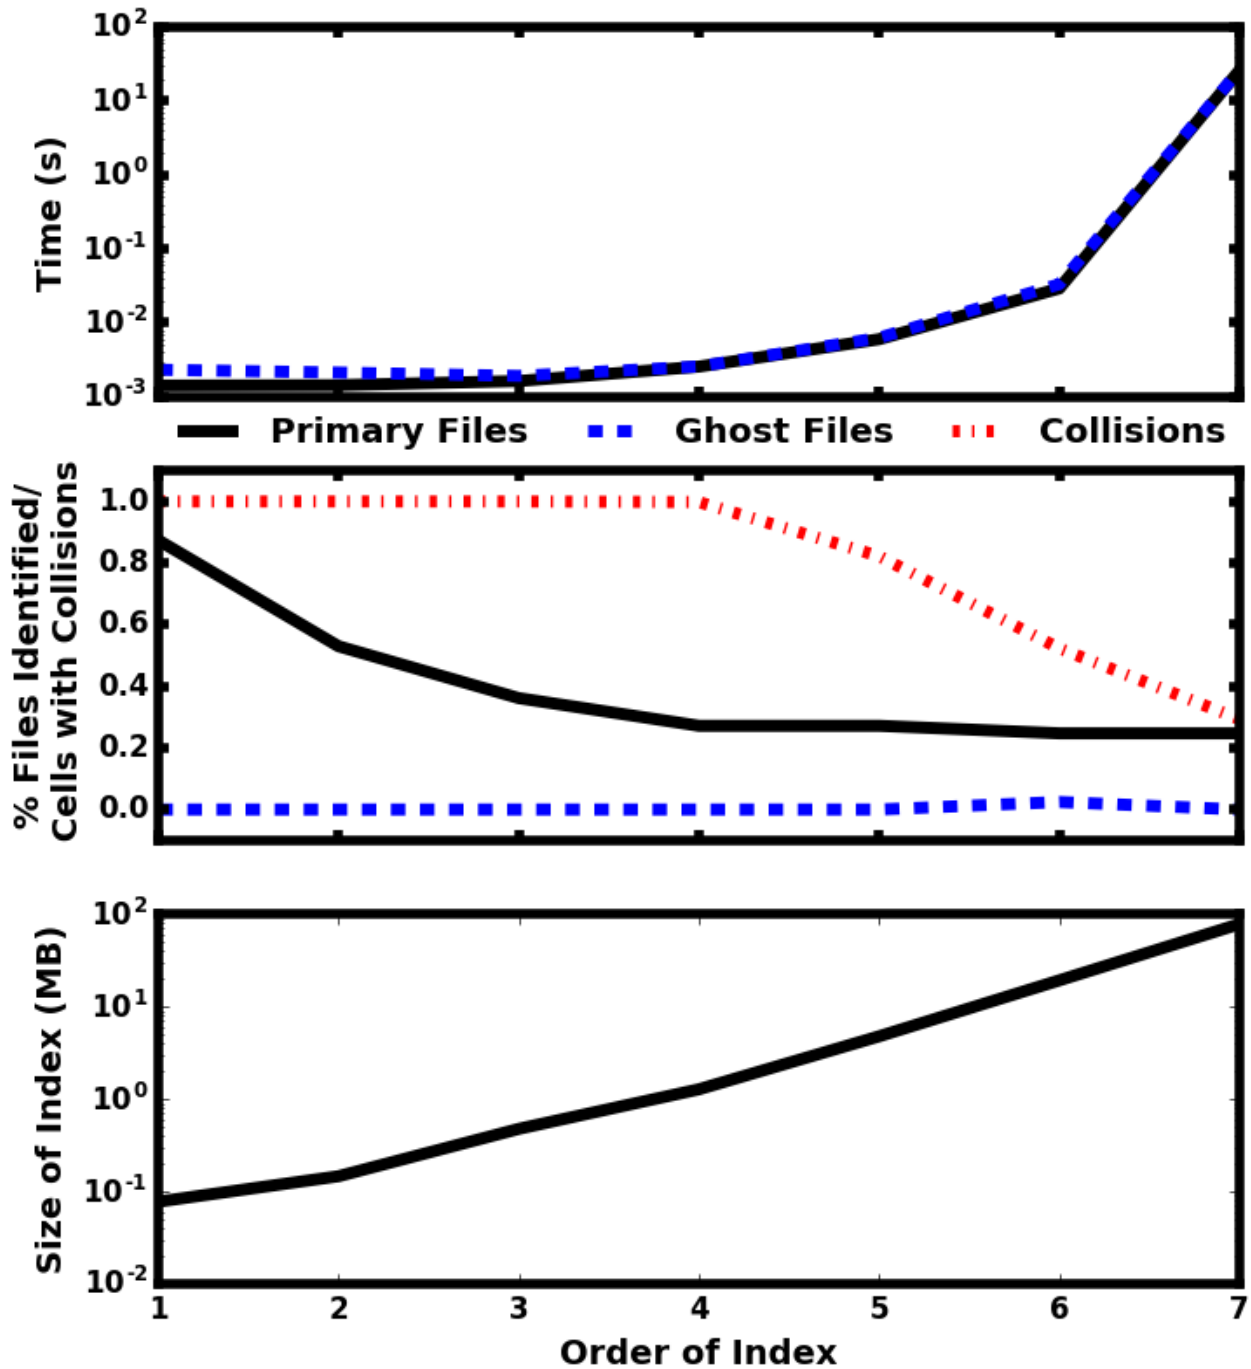 10^2
10^1
10^0
10^-1
10^-2
10^-3
Time (s)
Primary Files Ghost Files Collisions
1.0
0.8
0.6
0.4
0.2
0.0
% Files Identified/
Cells with Collisions
10^2
10^1
10^0
10^-1
10^-2
Size of Index (MB)
1 2 3 4 5 6 7
Order of Index